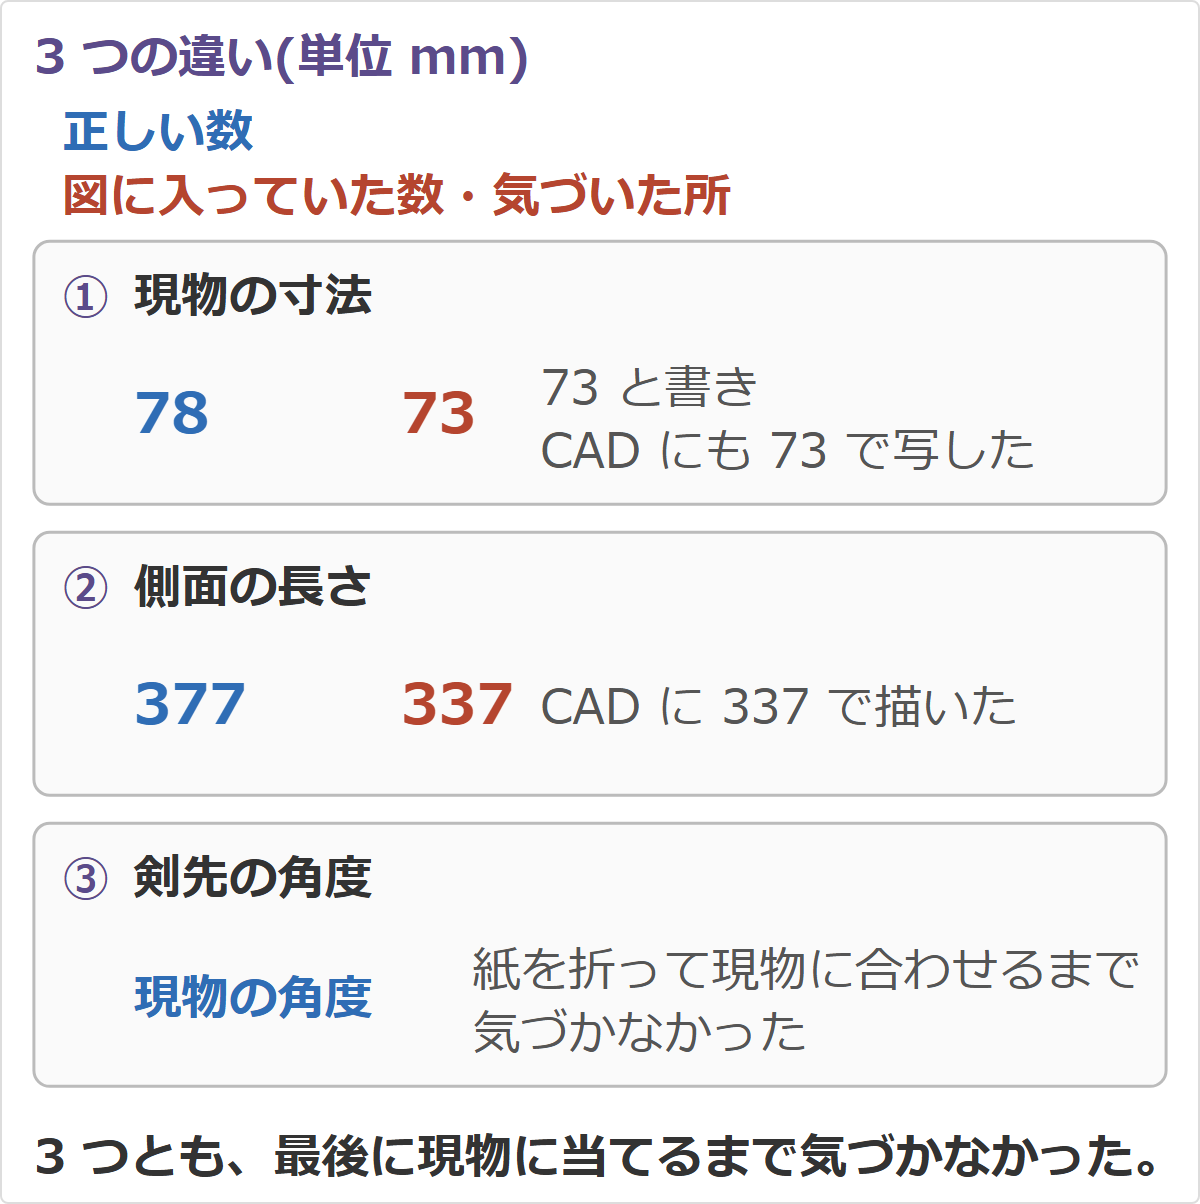 3 つの違い(単位 mm)
正しい数
図に入っていた数・気づいた所
① 現物の寸法
78 73 73 と書き
CAD にも 73 で写した
② 側面の長さ
377 337 CAD に 337 で描いた
③ 剣先の角度
現物の角度 紙を折って現物に合わせるまで
気づかなかった
3 つとも、最後に現物に当てるまで気づかなかった。